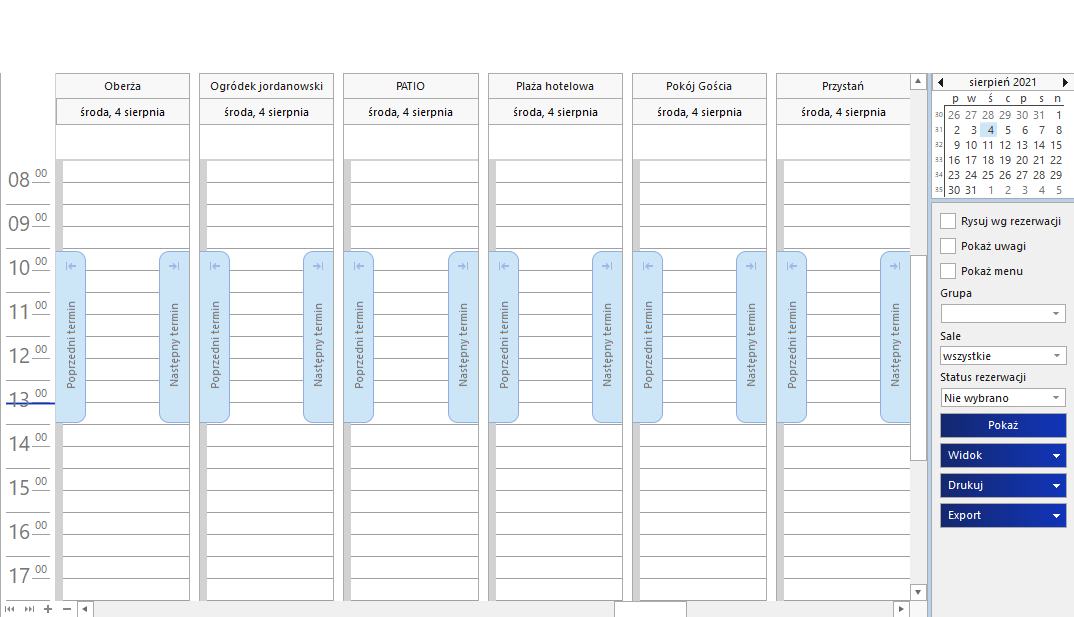 Oberża
Ogródek jordanowski
PATIO
Plaża hotelowa
Pokój Gościa
Przystań
środa, 4 sierpnia
środa, 4 sierpnia
środa, 4 sierpnia
środa, 4 sierpnia
środa, 4 sierpnia
środa, 4 sierpnia
08 00
09 00
10 00
11 00
12 00
13 00
14 00
15 00
16 00
17 00
Poprzedni termin
Następny termin
Poprzedni termin
Następny termin
Poprzedni termin
Następny termin
Poprzedni termin
Następny termin
Poprzedni termin
Następny termin
Poprzedni termin
Następny termin
sierpień 2021
p w ś c p s n
30 26 27 28 29 30 31 1
31 2 3 4 5 6 7 8
32 9 10 11 12 13 14 15
33 16 17 18 19 20 21 22
34 23 24 25 26 27 28 29
35 30 31 1 2 3 4 5
Rysuj wg rezerwacji
Pokaż uwagi
Pokaż menu
Grupa
Sale
wszystkie
Status rezerwacji
Nie wybrano
Pokaż
Widok
Drukuj
Export